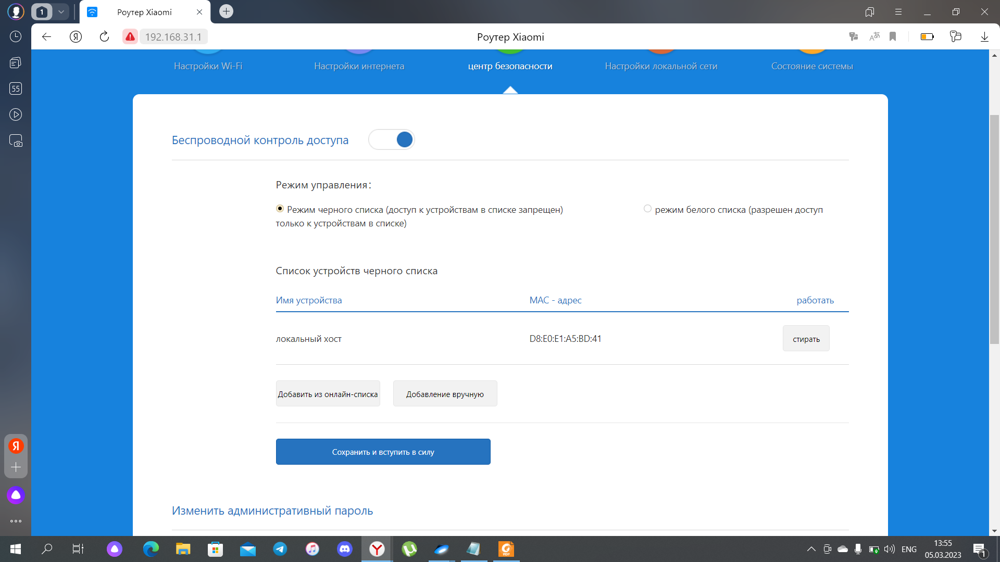 1
Роутер Xiaomi
192.168.31.1
Роутер Xiaomi
55
Настройки Wi-Fi
Настройки интернета
центр безопасности
Настройки локальной сети
Состояние системы
Беспроводной контроль доступа
Режим управления：
Режим черного списка (доступ к устройствам в списке запрещен)
режим белого списка (разрешен доступ
только к устройствам в списке)
Список устройств черного списка
Имя устройства
MAC - адрес
работать
локальный хост
D8:E0:E1:A5:BD:41
стирать
Добавить из онлайн-списка
Добавление вручную
Сохранить и вступить в силу
Изменить административный пароль
Я
ENG
13:55
05.03.2023
1